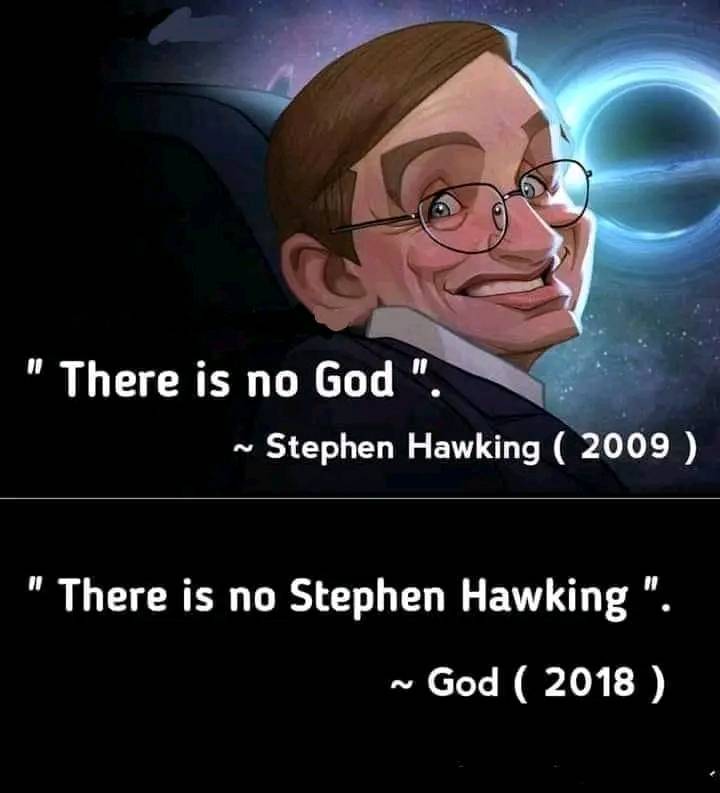 " There is no God ".
~ Stephen Hawking ( 2009 )
" There is no Stephen Hawking ".
~ God ( 2018 )